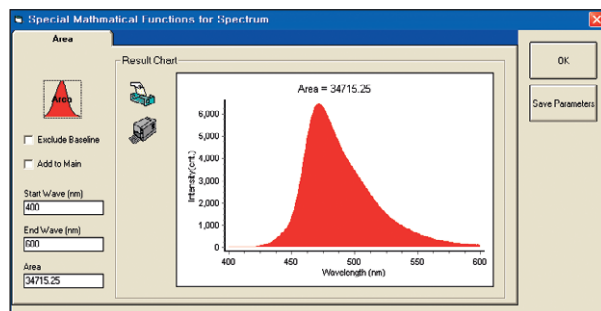 Special Mathmatical Functions for Spectrum
Area
Area
Exclude Baseline
Add to Main
Start Wave (nm)
400
End Wave (nm)
600
Area
34715.25
Result Chart
Area = 34715.25
Intensity(cnt.)
6,000
5,000
4,000
3,000
2,000
1,000
0
400
450
500
550
600
Wavelength (nm)
OK
Save Parameters